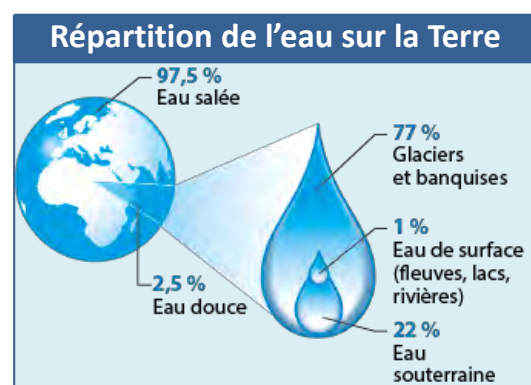 Répartition de l’eau sur la Terre
97,5 %
Eau salée
2,5 %
Eau douce
77 %
Glaciers
et banquises
1 %
Eau de surface
(fleuves, lacs,
rivières)
22 %
Eau
souterraine